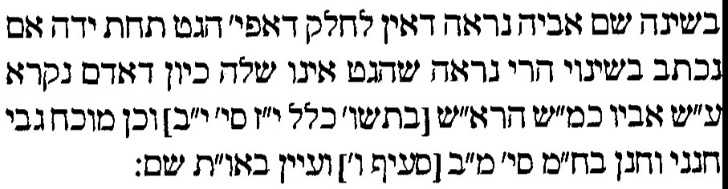 בשינה שם אביה נראה דאין לחלק דאפי׳ הגט תחת ידה אם
נכתב בשינוי הרי נראה שהגט אינו שלה כיון דאדם נקרא
ע״ש אביו כמ״ש הרא״ש [בתשו׳ כלל י״ז סי׳ י״ב] וכן מוכח גבי
חנני וחנן בח״מ סי׳ מ״ב [סעיף ו׳] ועיין באו״ת שם: